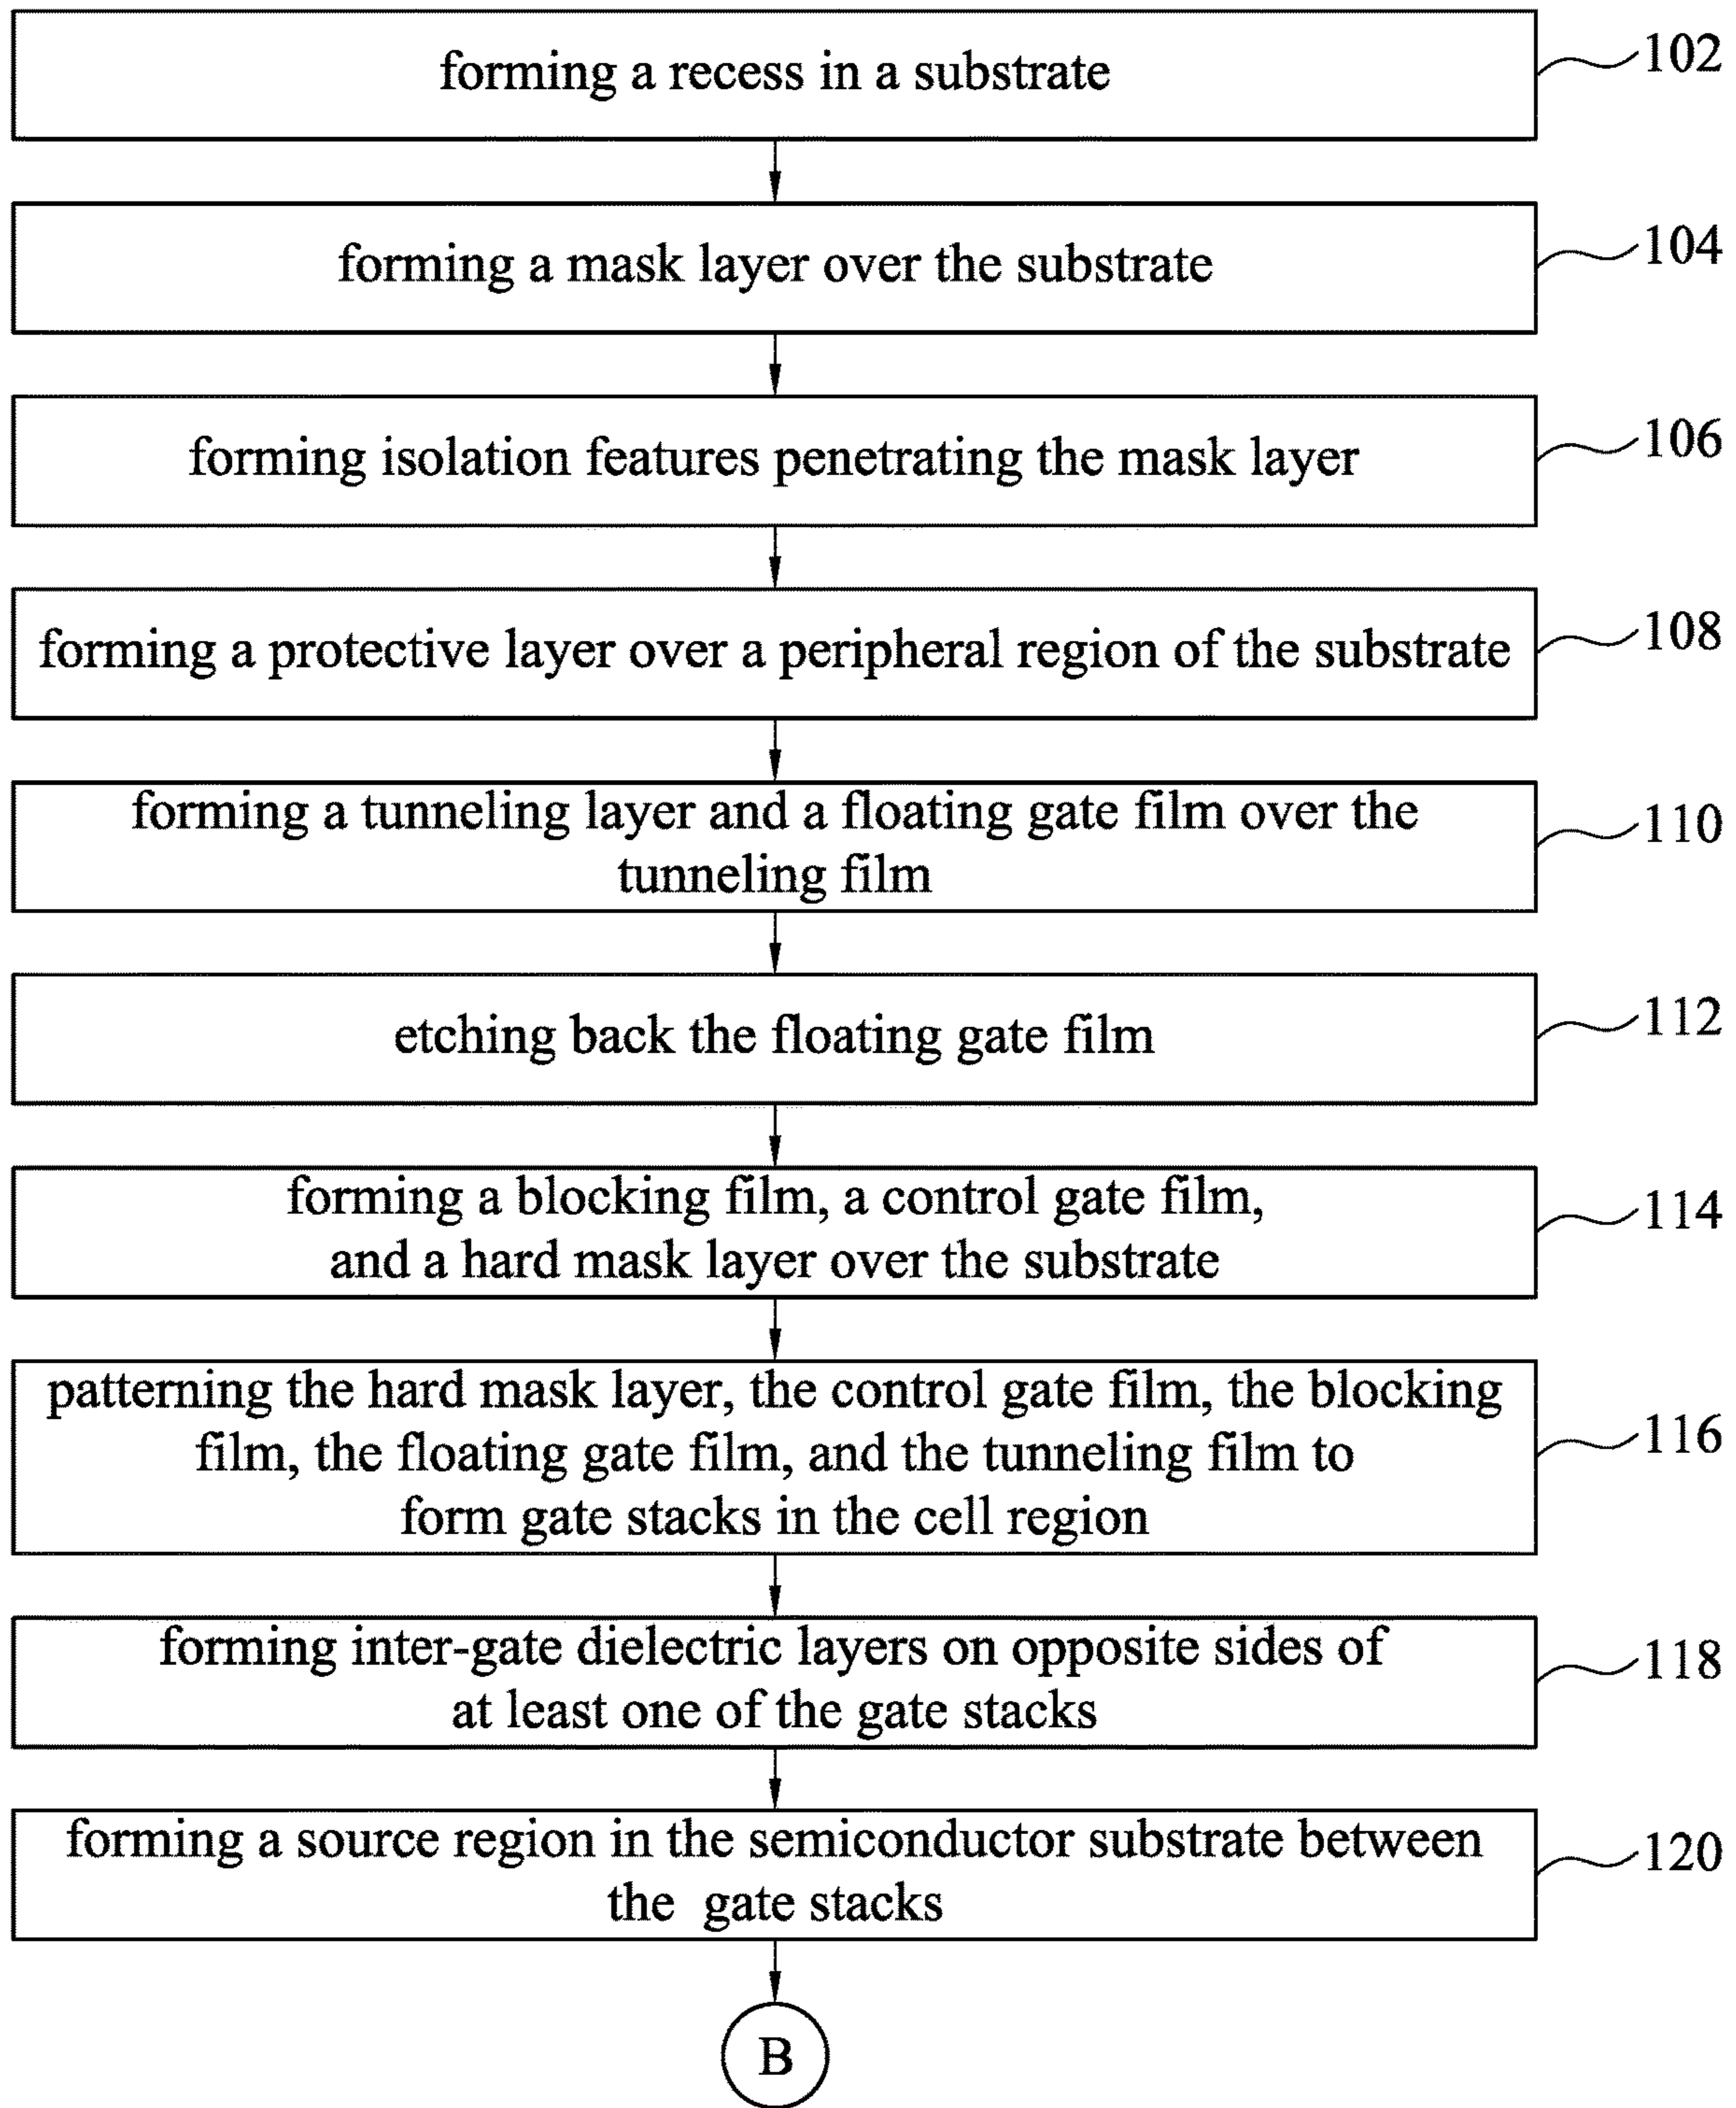 forming a recess in a substrate
102
forming a mask layer over the substrate
104
forming isolation features penetrating the mask layer
106
forming a protective layer over a peripheral region of the substrate
108
forming a tunneling layer and a floating gate film over the
tunneling film
110
etching back the floating gate film
112
forming a blocking film, a control gate film,
and a hard mask layer over the substrate
114
patterning the hard mask layer, the control gate film, the blocking
film, the floating gate film, and the tunneling film to
form gate stacks in the cell region
116
forming inter-gate dielectric layers on opposite sides of
at least one of the gate stacks
118
forming a source region in the semiconductor substrate between
the gate stacks
120
B